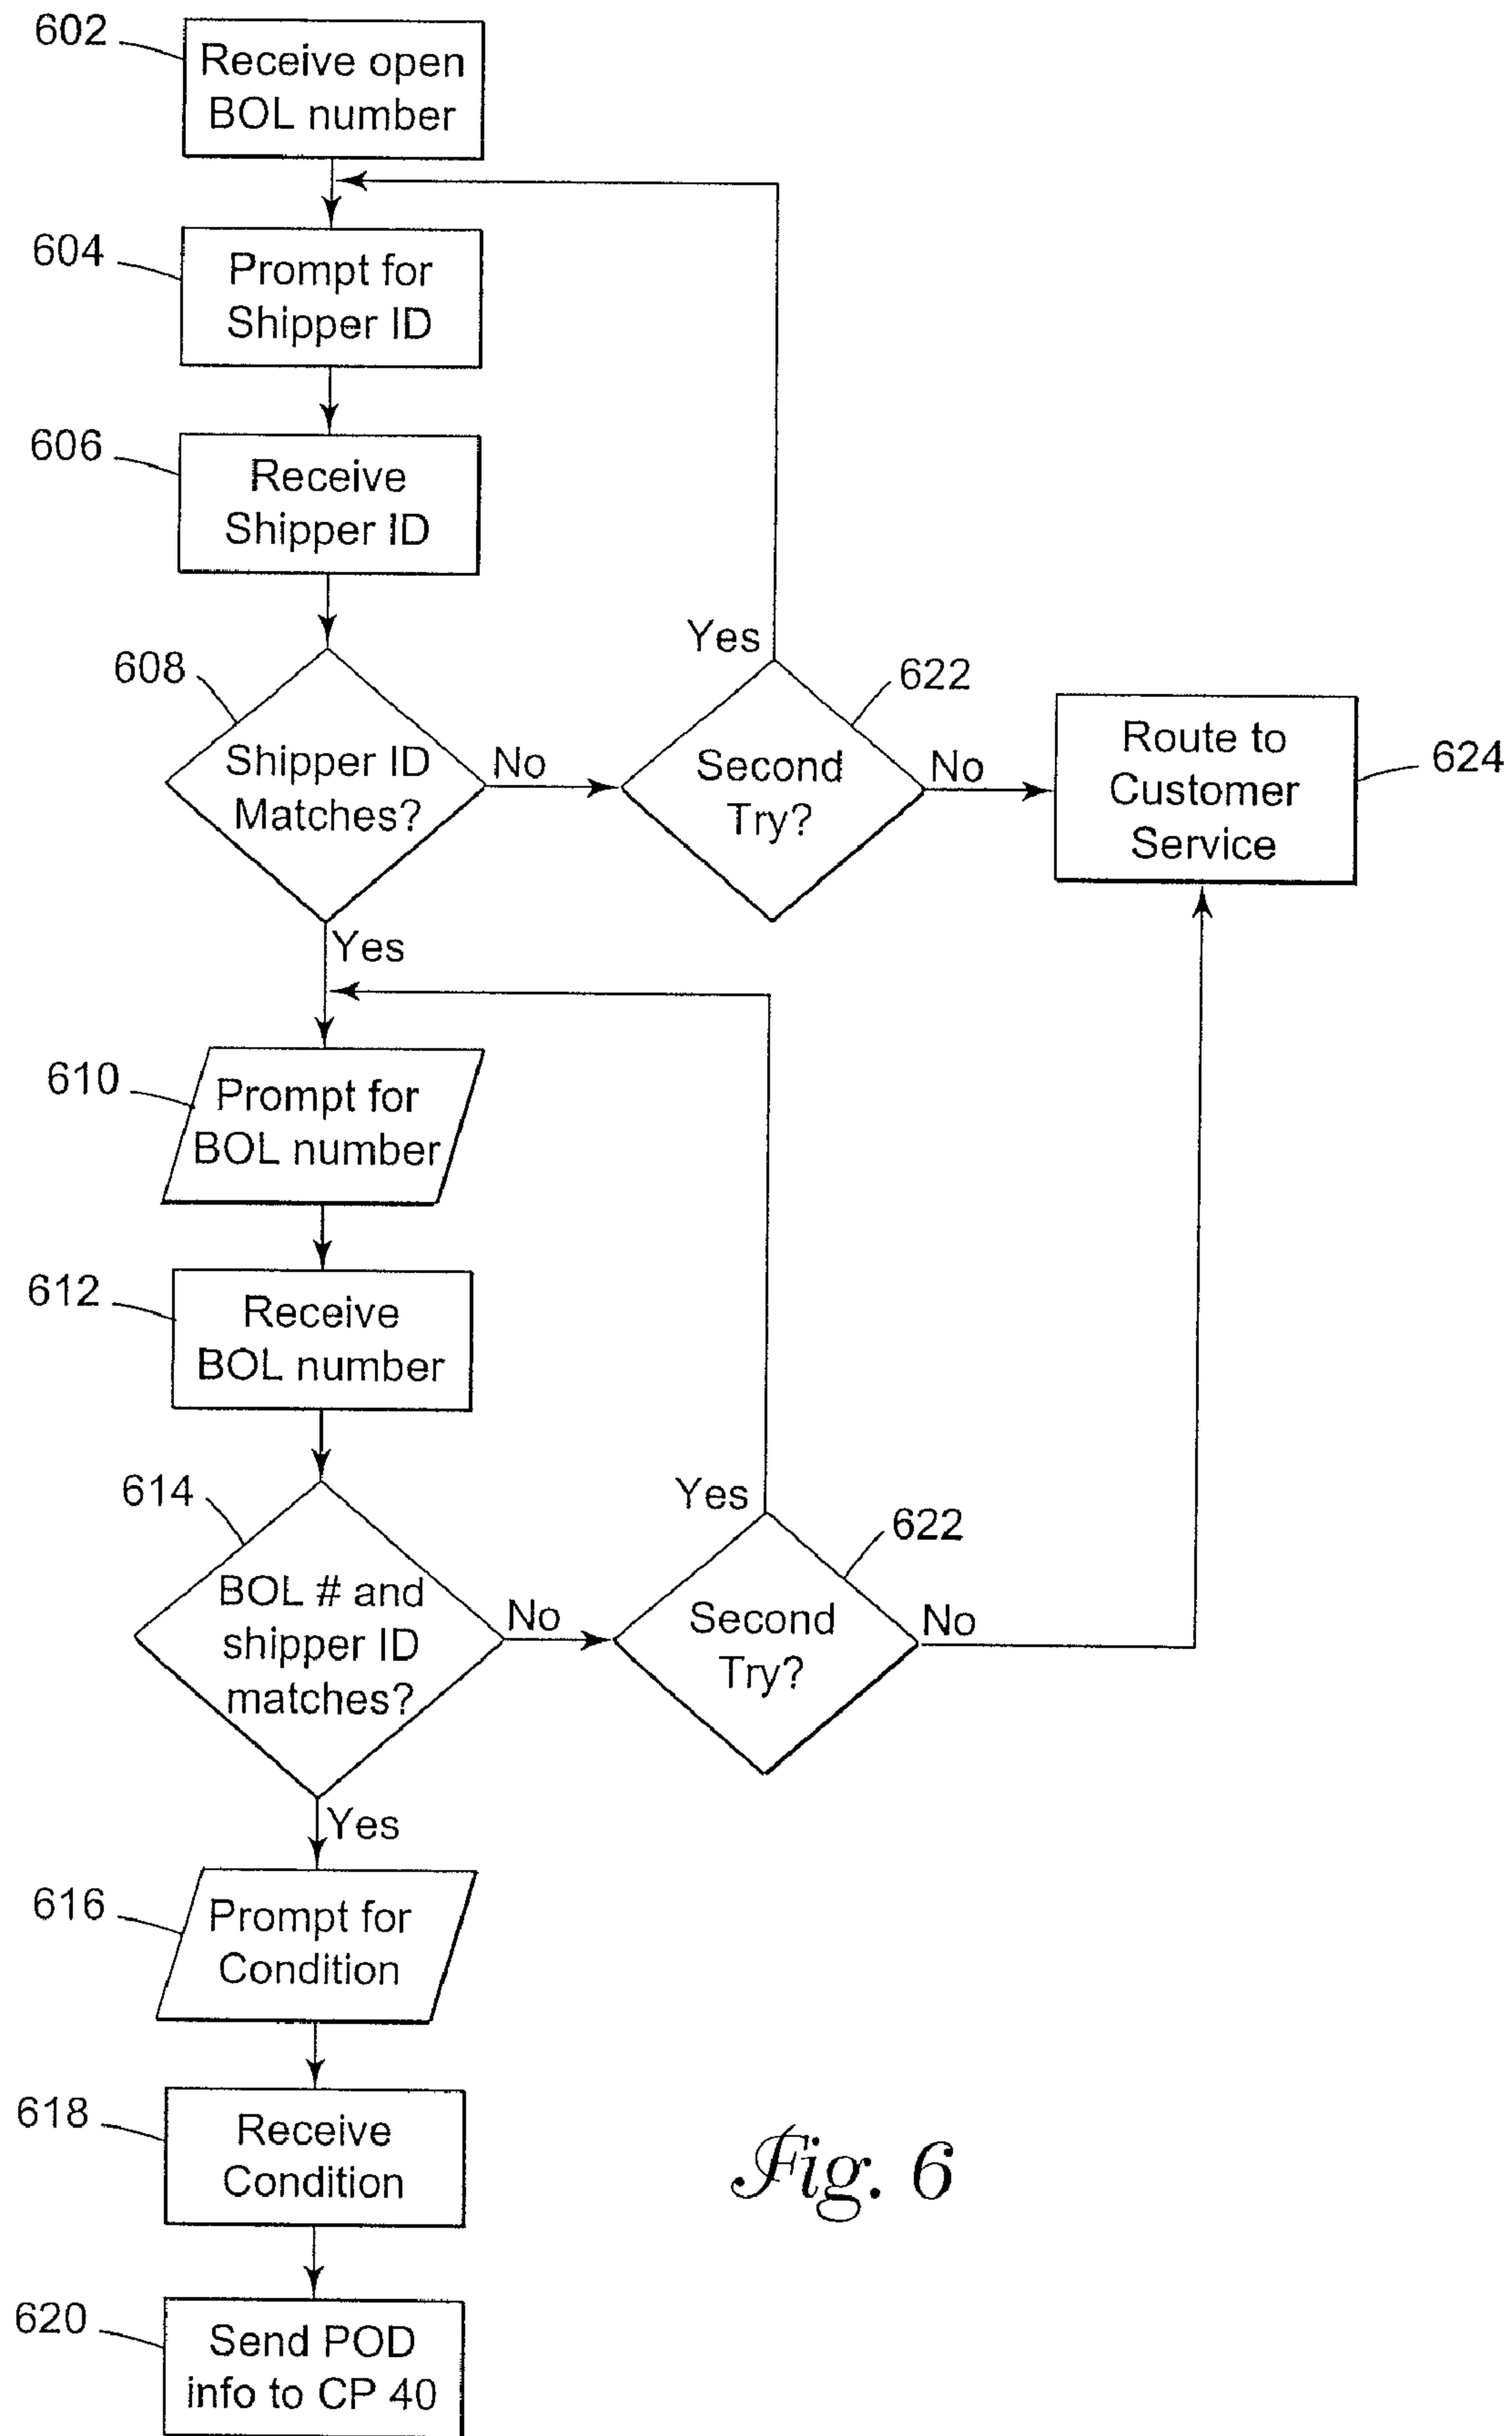 602
Receive open
BOL number
604
Prompt for
Shipper ID
606
Receive
Shipper ID
608
Shipper ID
Matches?
No
Yes
622
Second
Try?
No
Route to
Customer
Service
624
Yes
610
Prompt for
BOL number
612
Receive
BOL number
614
BOL # and
shipper ID
matches?
No
Yes
622
Second
Try?
No
Yes
616
Prompt for
Condition
618
Receive
Condition
620
Send POD
info to CP 40
Fig. 6